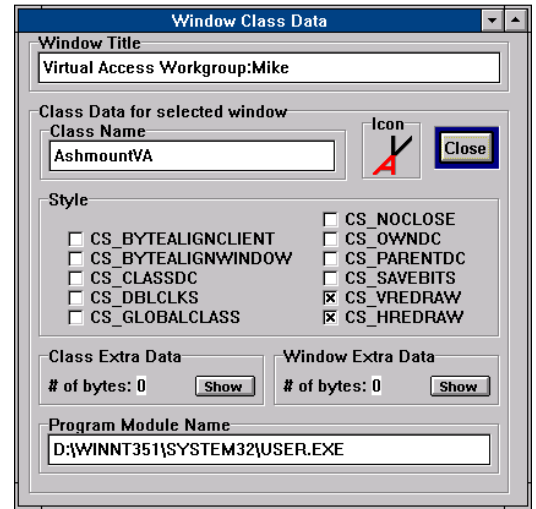 Window Class Data
Window Title
Virtual Access Workgroup:Mike
Class Data for selected window
Class Name
AshmountVA
Icon
Close
Style
CS_NOCLOSE
CS_BYTEALIGNCLIENT CS_OWNDC
CS_BYTEALIGNWINDOW CS_PARENTDC
CS_CLASSDC CS_SAVEBITS
CS_DBLCLKS CS_VREDRAW
CS_GLOBALCLASS CS_HREDRAW
Class Extra Data Window Extra Data
# of bytes: 0 Show # of bytes: 0 Show
Program Module Name
D:\WINNT351\SYSTEM32\USER.EXE